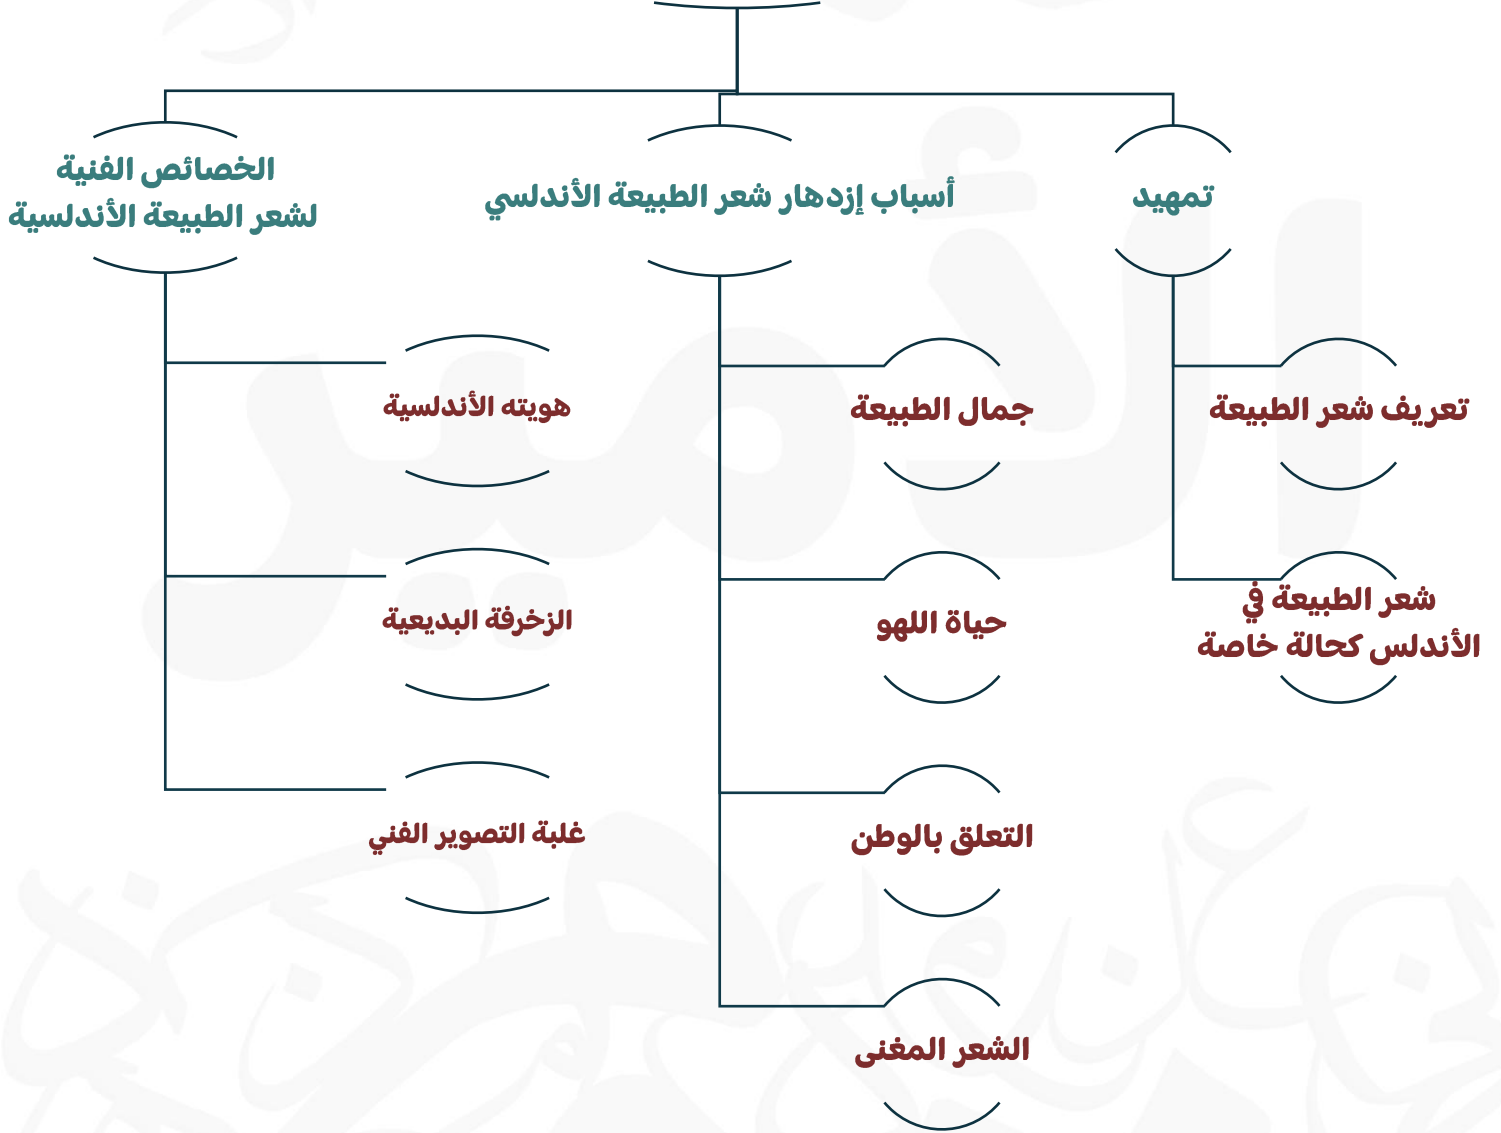 تمهيد
أسباب إزدهار شعر الطبيعة الأندلسي
الخصائص الفنية
لشعر الطبيعة الأندلسية
تعريف شعر الطبيعة
شعر الطبيعة في
الأندلس كحالة خاصة
جمال الطبيعة
حياة اللهو
التعلق بالوطن
الشعر المغنى
هويته الأندلسية
الزخرفة البديعية
غلبة التصوير الفني
الأمير